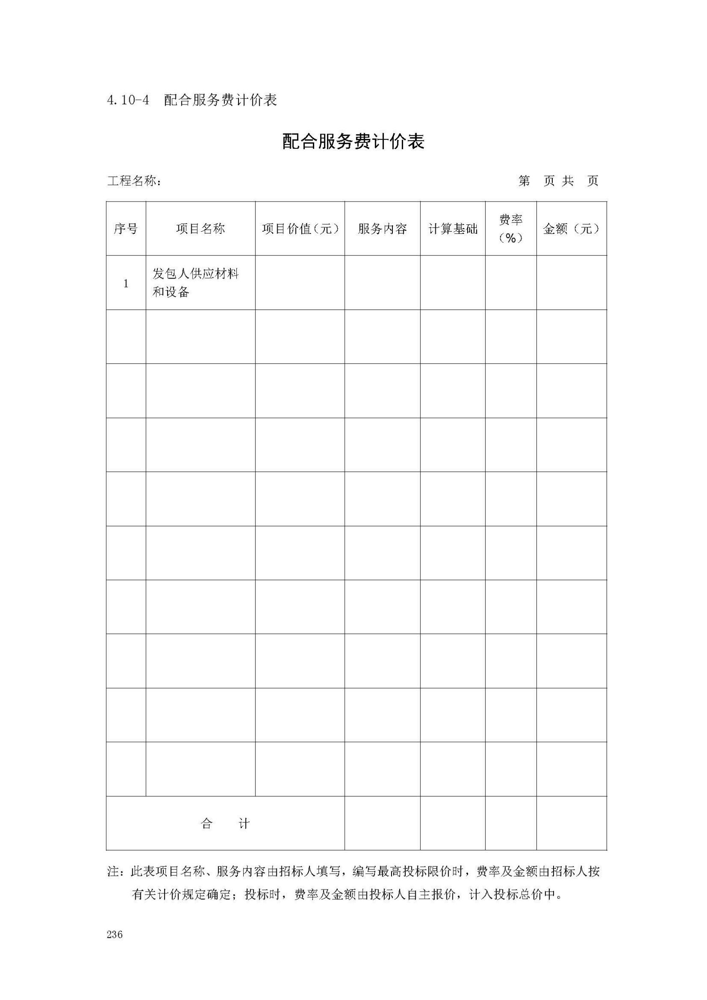 4.10-4　配合服务费计价表
配合服务费计价表
工程名称：　第　页 共　页
序号　项目名称　项目价值（元）　服务内容　计算基础　费率（%）　金额（元）
1　发包人供应材料
和设备
合　计
注：此表项目名称、服务内容由招标人填写，编写最高投标限价时，费率及金额由招标人按
有关计价规定确定；投标时，费率及金额由投标人自主报价，计入投标总价中。
236